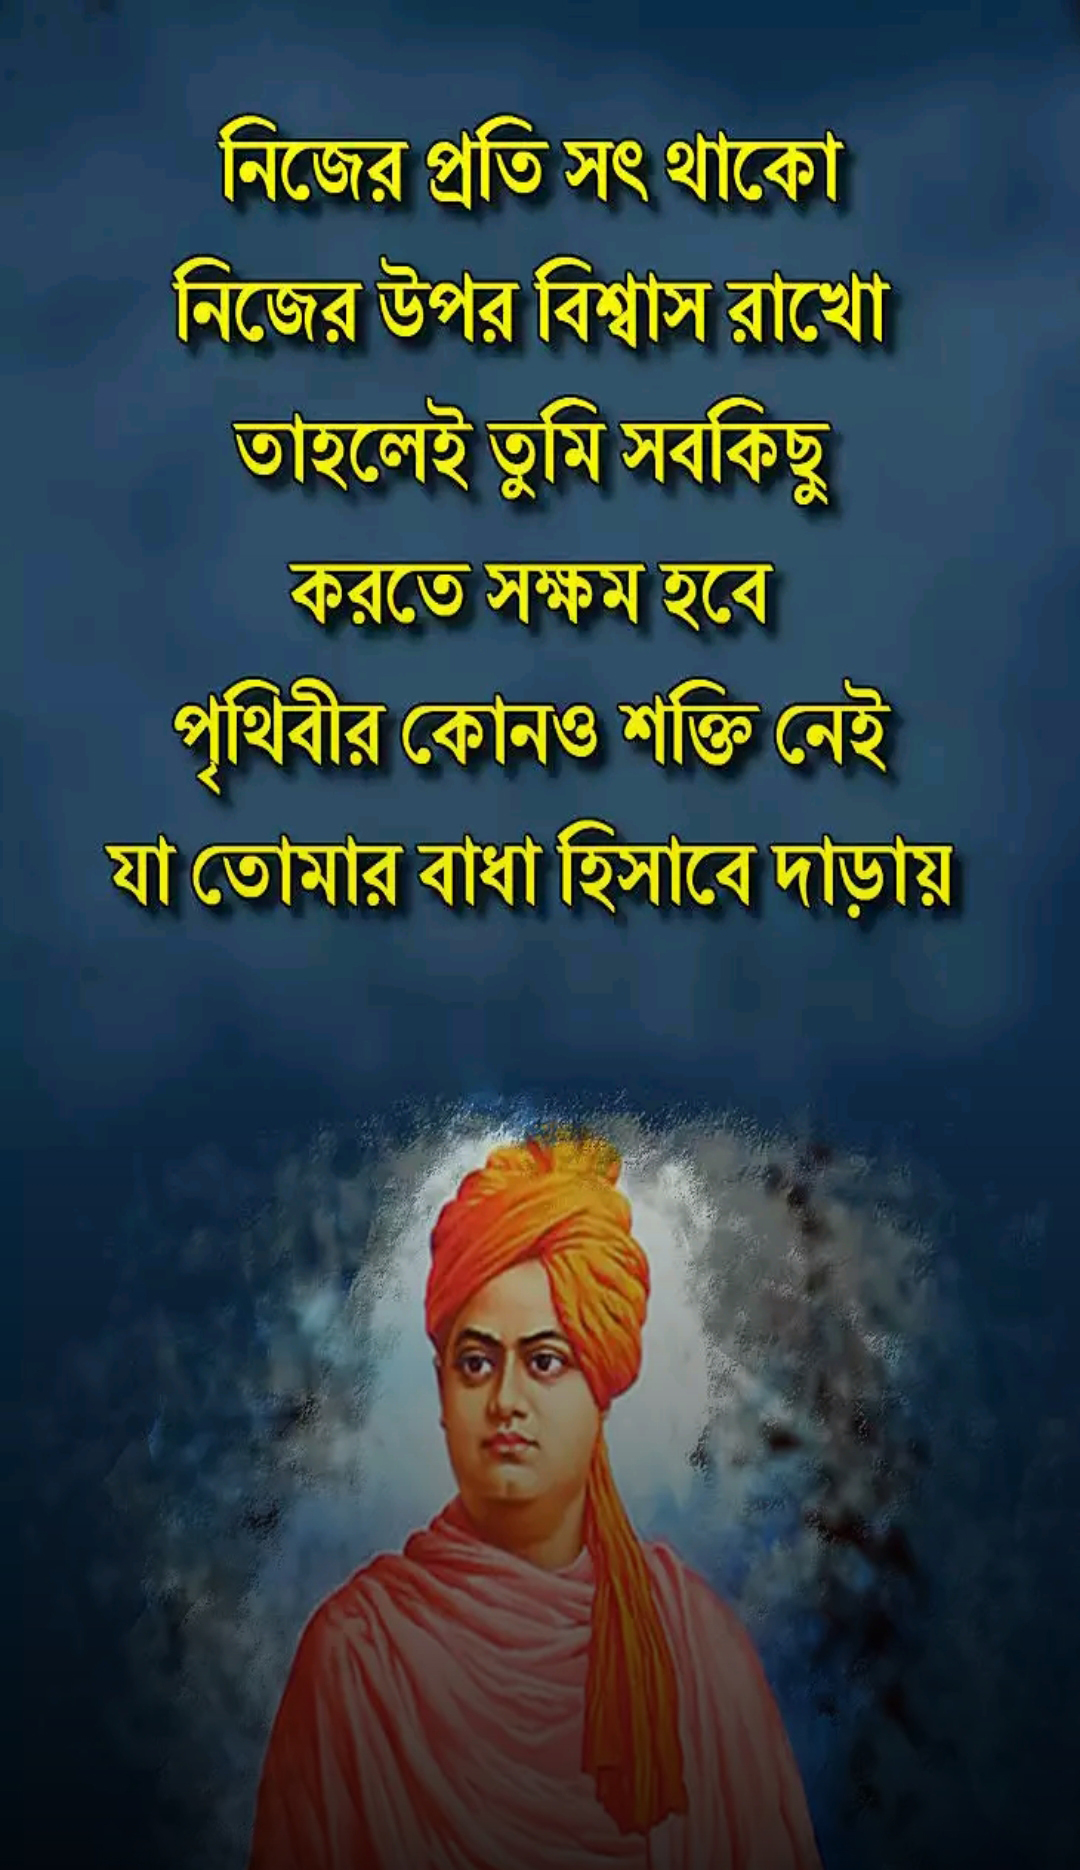 নিজের প্রতি সৎ থাকো
নিজের উপর বিশ্বাস রাখো
তাহলেই তুমি সবকিছু
করতে সক্ষম হবে
পৃথিবীর কোনও শক্তি নেই
যা তোমার বাধা হিসাবে দাড়ায়